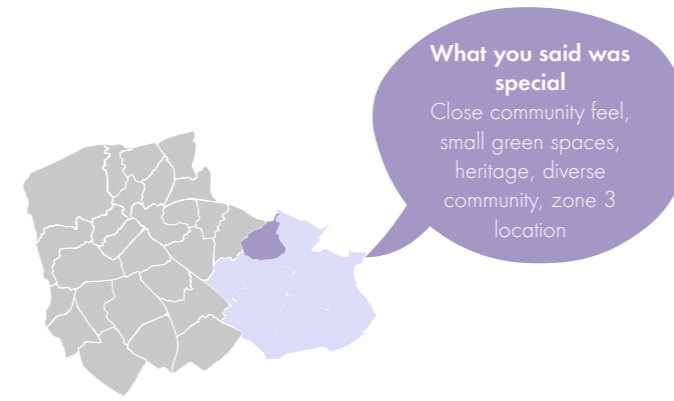 What you said was
special
Close community feel,
small green spaces,
heritage, diverse
community, zone 3
location